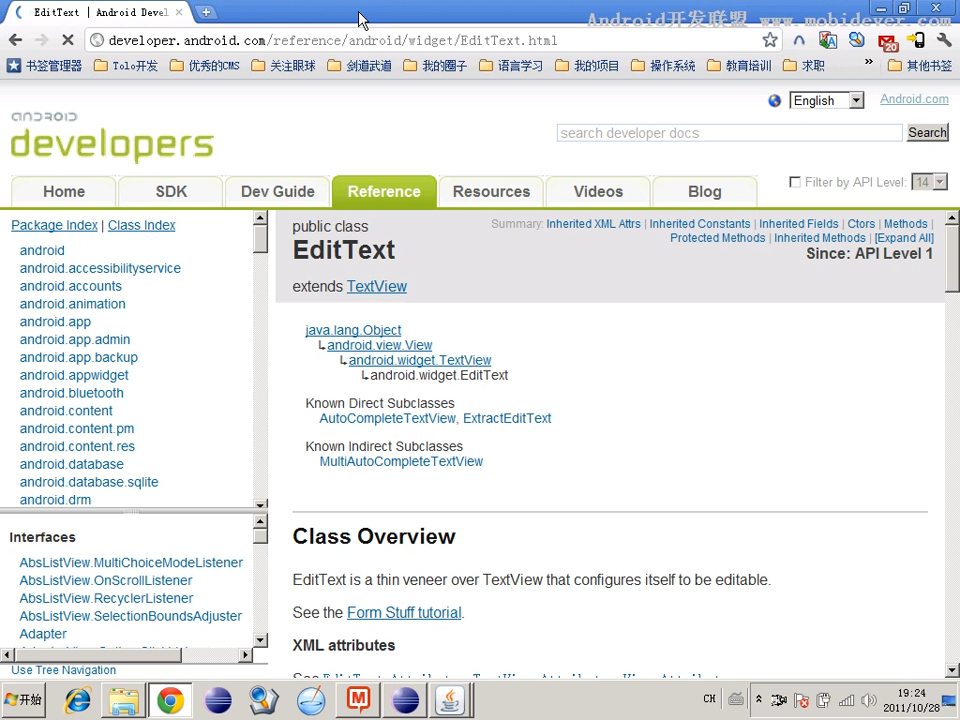 EditText | Android Devel
Android开发联盟 www.mobidever.com
developer.android.com/reference/android/widget/EditText.html
20
书签管理器 Tolo开发 优秀的CMS 关注眼球 剑道武道 我的圈子 语言学习 我的项目 操作系统 教育培训 求职 » 其他书签
English Android.com
android
developers
search developer docs Search
Home SDK Dev Guide Reference Resources Videos Blog
Filter by API Level: 14
Package Index | Class Index
android
android.accessibilityservice
android.accounts
android.animation
android.app
android.app.admin
android.app.backup
android.appwidget
android.bluetooth
android.content
android.content.pm
android.content.res
android.database
android.database.sqlite
android.drm
Interfaces
AbsListView.MultiChoiceModeListener
AbsListView.OnScrollListener
AbsListView.RecyclerListener
AbsListView.SelectionBoundsAdjuster
Adapter
Use Tree Navigation
public class
EditText
extends TextView
Summary: Inherited XML Attrs | Inherited Constants | Inherited Fields | Ctors | Methods |
Protected Methods | Inherited Methods | [Expand All]
Since: API Level 1
java.lang.Object
↳android.view.View
↳android.widget.TextView
↳android.widget.EditText
Known Direct Subclasses
AutoCompleteTextView, ExtractEditText
Known Indirect Subclasses
MultiAutoCompleteTextView
Class Overview
EditText is a thin veneer over TextView that configures itself to be editable.
See the Form Stuff tutorial.
XML attributes
开始
CH
19:24
2011/10/28